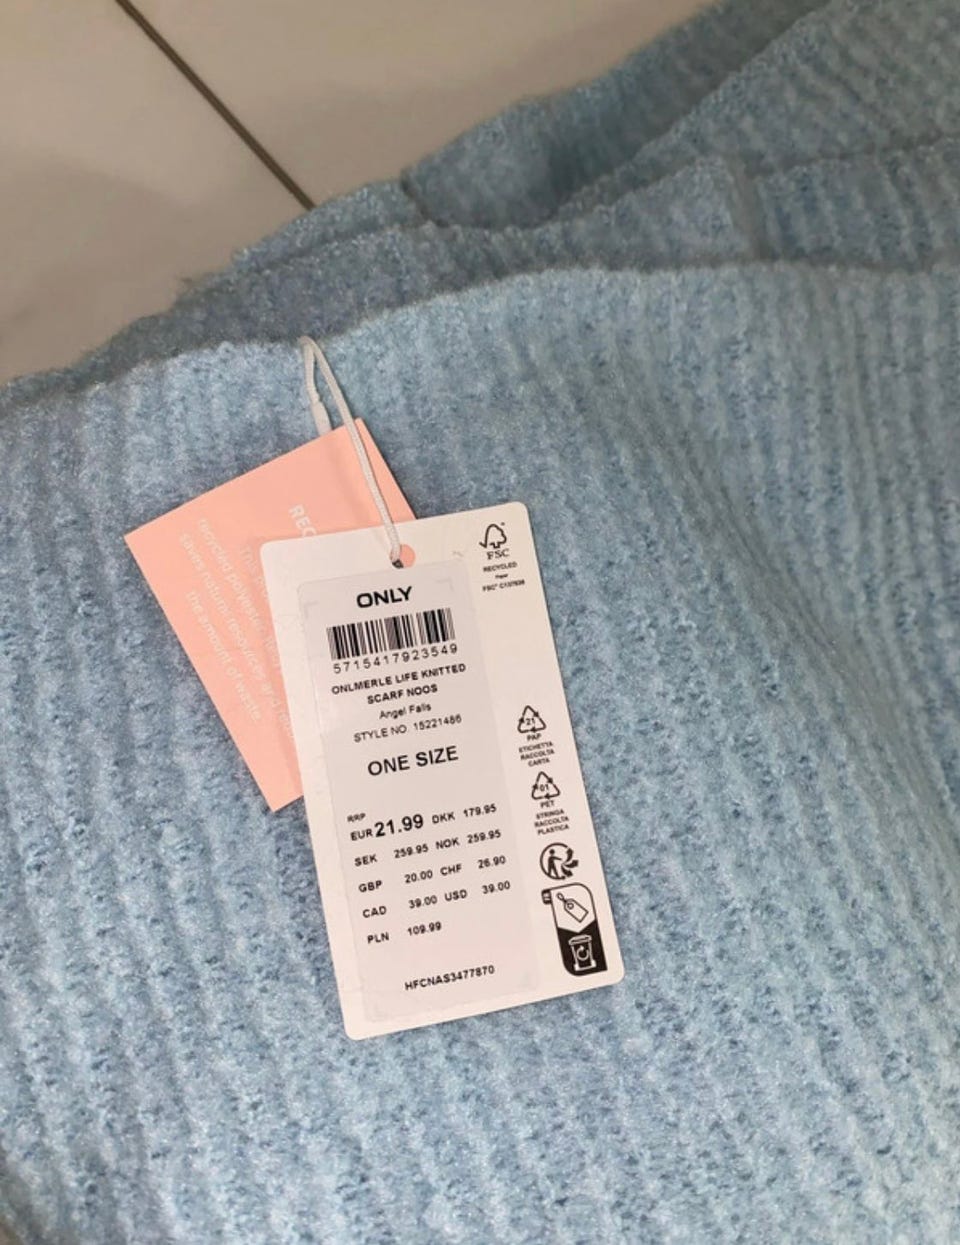 ONLY
5715417923549
ONLMERLE LIFE KNITTED
SCARF NOOS
Angel Falls
STYLE NO. 15221486
ONE SIZE
RRP
EUR 21.99 DKK 179.95
SEK 259.95 NOK 259.95
GBP 20.00 CHF 26.90
CAD 39.00 USD 39.00
PLN 109.99
HFCNAS3477870
FSC
RECYCLED
Paper
21
PAP
ETICHETTA
RACCOLTA
CARTA
01
PET
STRINGA
RACCOLTA
PLASTICA
recycled polyester
Saves natural resources and
the amount of waste.